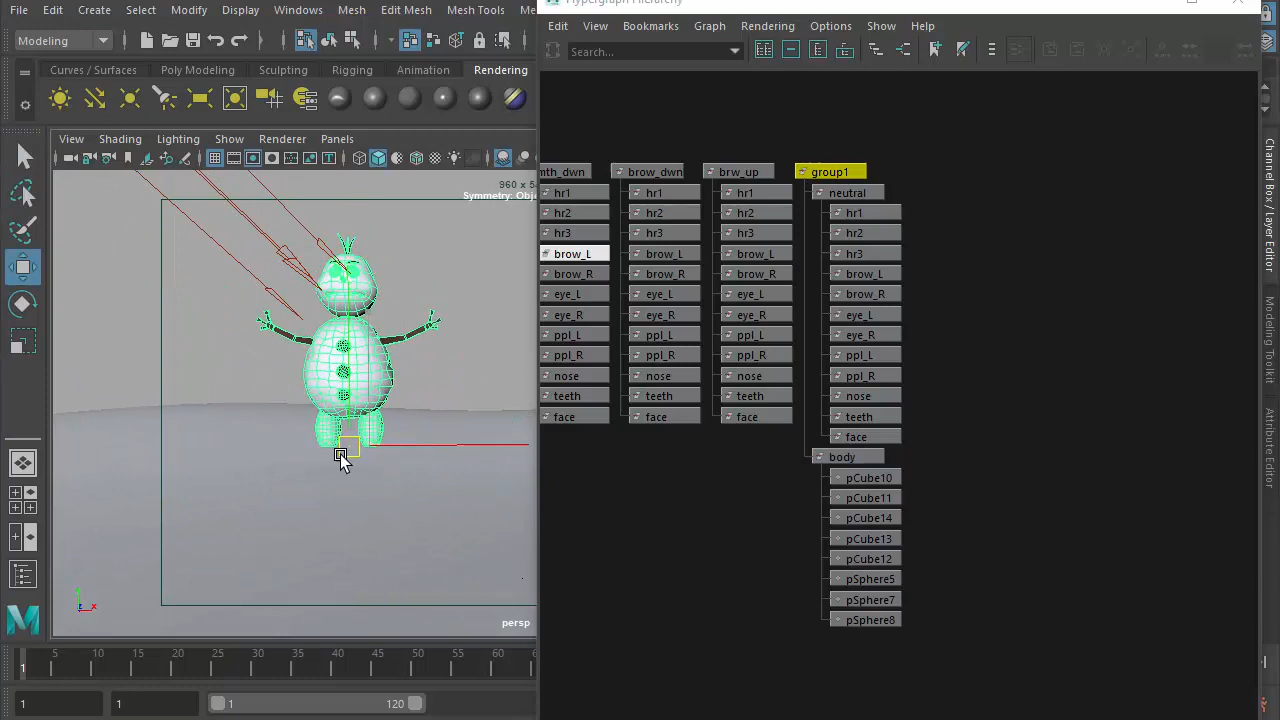 Hypergraph Hierarchy
File Edit Create Select Modify Display Windows Mesh Edit Mesh Mesh Tools Me
Edit View Bookmarks Graph Rendering Options Show Help
Modeling
Search...
Curves / Surfaces Poly Modeling Sculpting Rigging Animation Rendering
View Shading Lighting Show Renderer Panels
960 x 5
Symmetry: Obje
persp
mth_dwn
hr1
hr2
hr3
brow_L
brow_R
eye_L
eye_R
ppl_L
ppl_R
nose
teeth
face
brow_dwn
hr1
hr2
hr3
brow_L
brow_R
eye_L
eye_R
ppl_L
ppl_R
nose
teeth
face
brw_up
hr1
hr2
hr3
brow_L
brow_R
eye_L
eye_R
ppl_L
ppl_R
nose
teeth
face
group1
neutral
hr1
hr2
hr3
brow_L
brow_R
eye_L
eye_R
ppl_L
ppl_R
nose
teeth
face
body
pCube10
pCube11
pCube14
pCube13
pCube12
pSphere5
pSphere7
pSphere8
Channel Box / Layer Editor
Modeling Toolkit
Attribute Editor
1 5 10 15 20 25 30 35 40 45 50
1 1 1 120